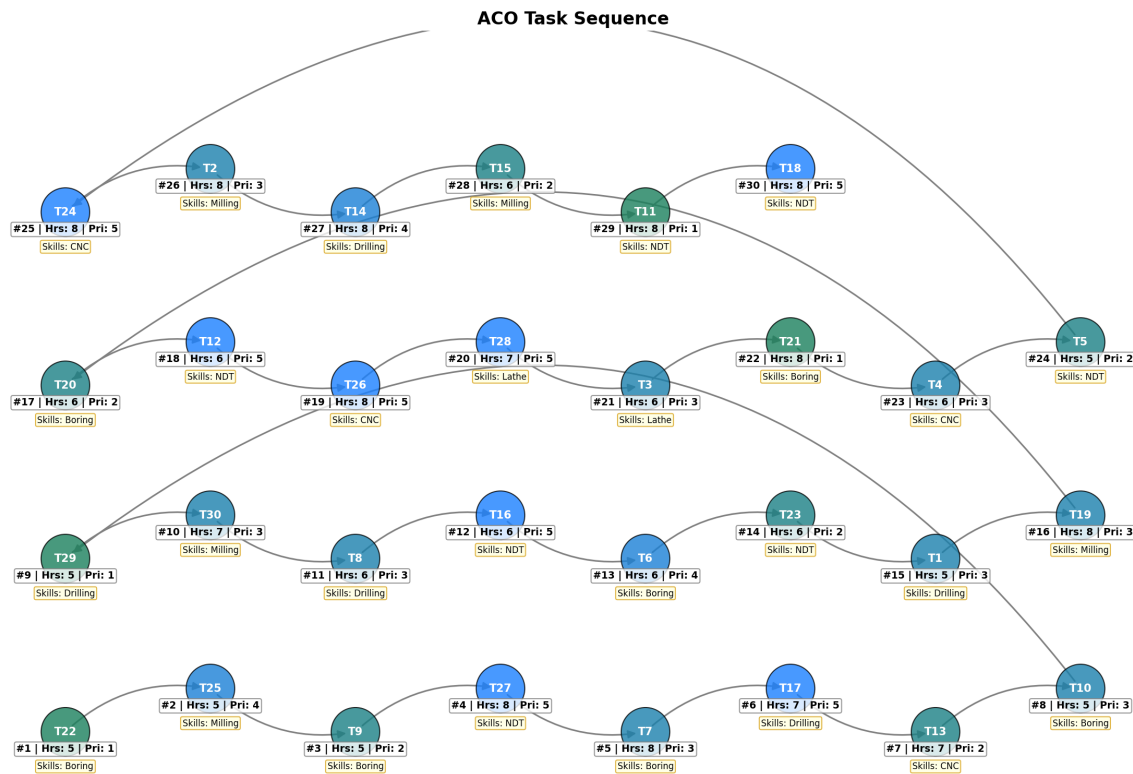 ACO Task Sequence
T2
#26 | Hrs: 8 | Pri: 3
Skills: Milling
T15
#28 | Hrs: 6 | Pri: 2
Skills: Milling
T18
#30 | Hrs: 8 | Pri: 5
Skills: NDT
T24
#25 | Hrs: 8 | Pri: 5
Skills: CNC
T14
#27 | Hrs: 8 | Pri: 4
Skills: Drilling
T11
#29 | Hrs: 8 | Pri: 1
Skills: NDT
T12
#18 | Hrs: 6 | Pri: 5
Skills: NDT
T28
#20 | Hrs: 7 | Pri: 5
Skills: Lathe
T21
#22 | Hrs: 8 | Pri: 1
Skills: Boring
T5
#24 | Hrs: 5 | Pri: 2
Skills: NDT
T20
#17 | Hrs: 6 | Pri: 2
Skills: Boring
T26
#19 | Hrs: 8 | Pri: 5
Skills: CNC
T3
#21 | Hrs: 6 | Pri: 3
Skills: Lathe
T4
#23 | Hrs: 6 | Pri: 3
Skills: CNC
T30
#10 | Hrs: 7 | Pri: 3
Skills: Milling
T16
#12 | Hrs: 6 | Pri: 5
Skills: NDT
T23
#14 | Hrs: 6 | Pri: 2
Skills: NDT
T19
#16 | Hrs: 8 | Pri: 3
Skills: Milling
T29
#9 | Hrs: 5 | Pri: 1
Skills: Drilling
T8
#11 | Hrs: 6 | Pri: 3
Skills: Drilling
T6
#13 | Hrs: 6 | Pri: 4
Skills: Boring
T1
#15 | Hrs: 5 | Pri: 3
Skills: Drilling
T25
#2 | Hrs: 5 | Pri: 4
Skills: Milling
T27
#4 | Hrs: 8 | Pri: 5
Skills: NDT
T17
#6 | Hrs: 7 | Pri: 5
Skills: Drilling
T10
#8 | Hrs: 5 | Pri: 3
Skills: Boring
T22
#1 | Hrs: 5 | Pri: 1
Skills: Boring
T9
#3 | Hrs: 5 | Pri: 2
Skills: Boring
T7
#5 | Hrs: 8 | Pri: 3
Skills: Boring
T13
#7 | Hrs: 7 | Pri: 2
Skills: CNC